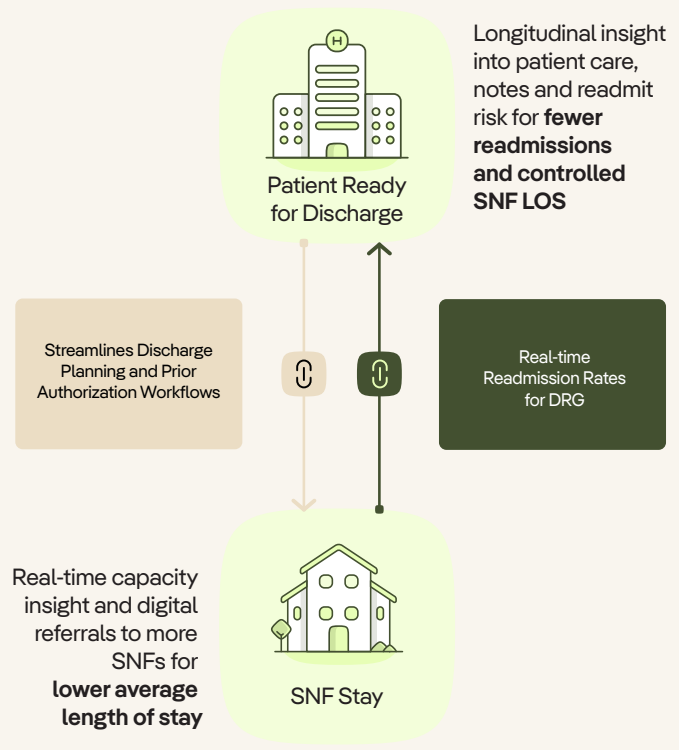 H
Patient Ready
for Discharge
Longitudinal insight
into patient care,
notes and readmit
risk for fewer
readmissions
and controlled
SNF LOS
Streamlines Discharge
Planning and Prior
Authorization Workflows
Real-time
Readmission Rates
for DRG
Real-time capacity
insight and digital
referrals to more
SNFs for
lower average
length of stay
SNF Stay